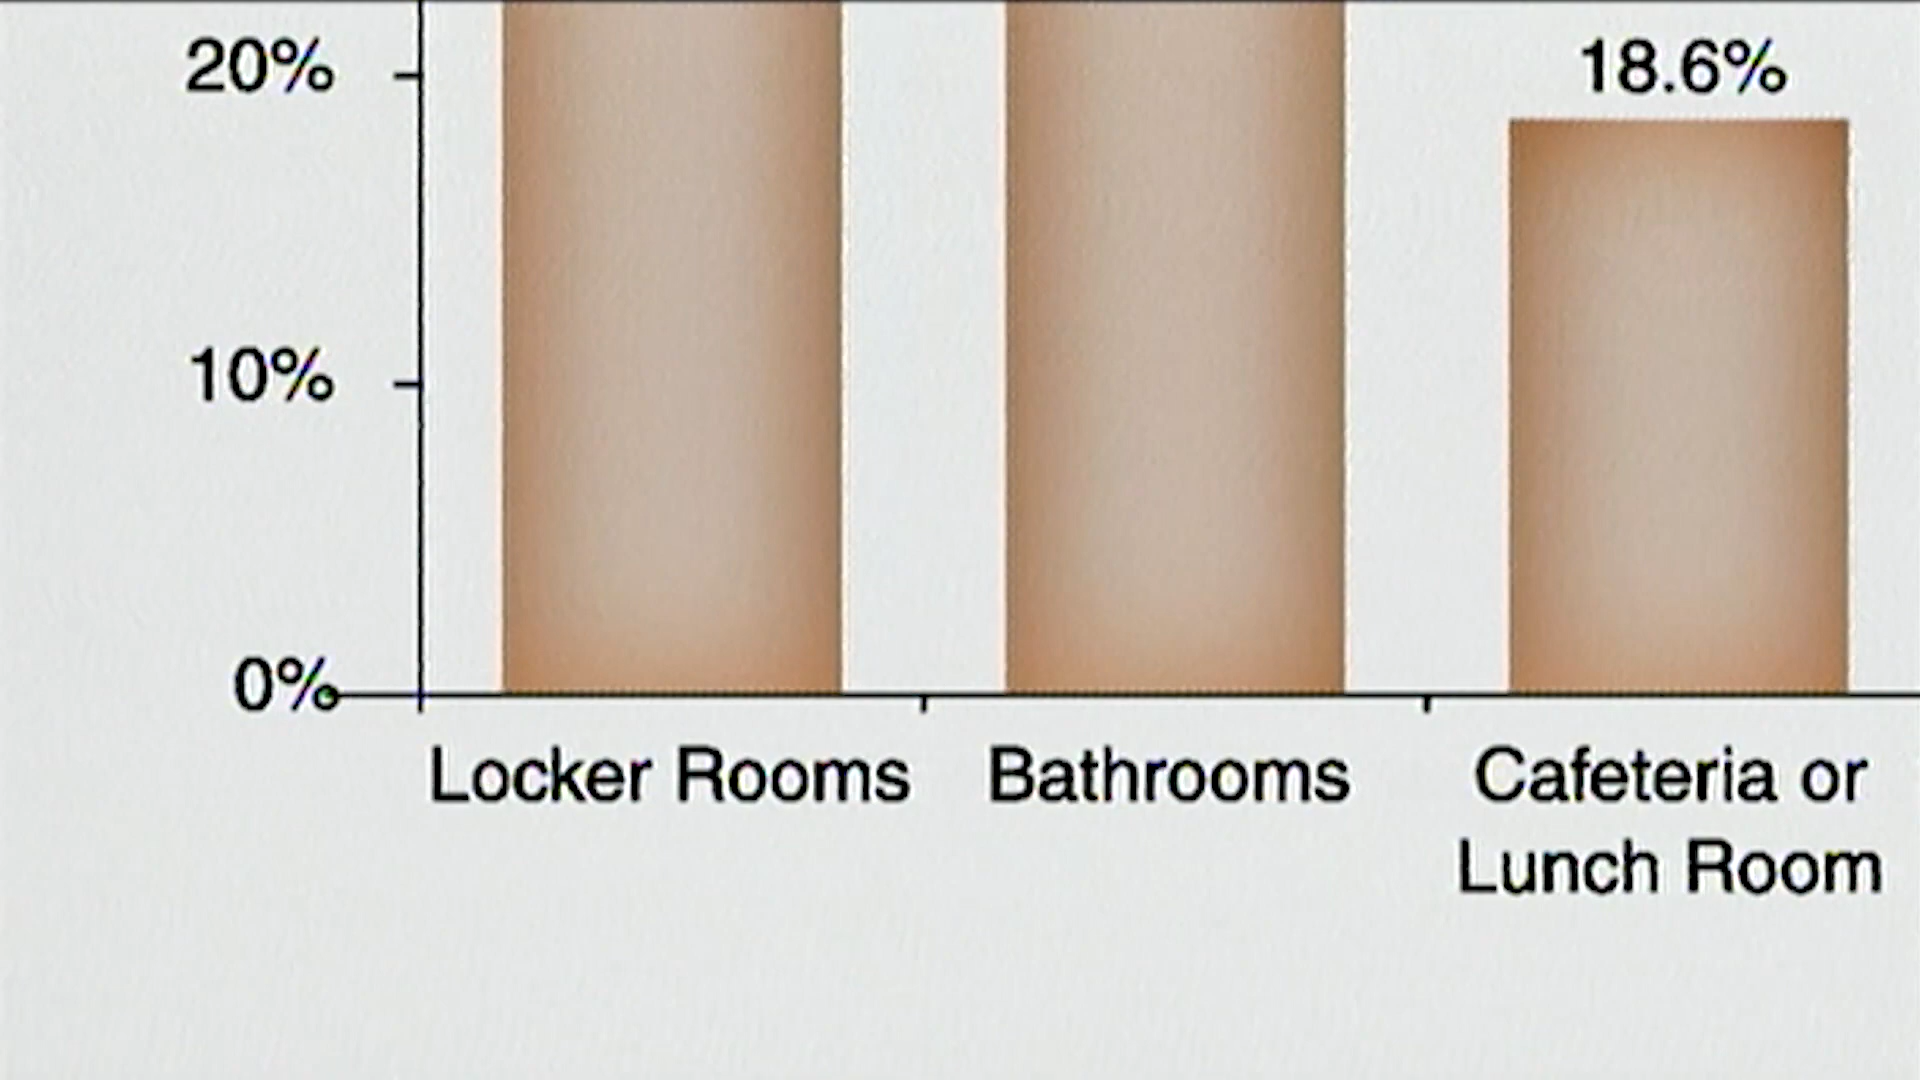 20%
18.6%
10%
0%
Locker Rooms
Bathrooms
Cafeteria or
Lunch Room